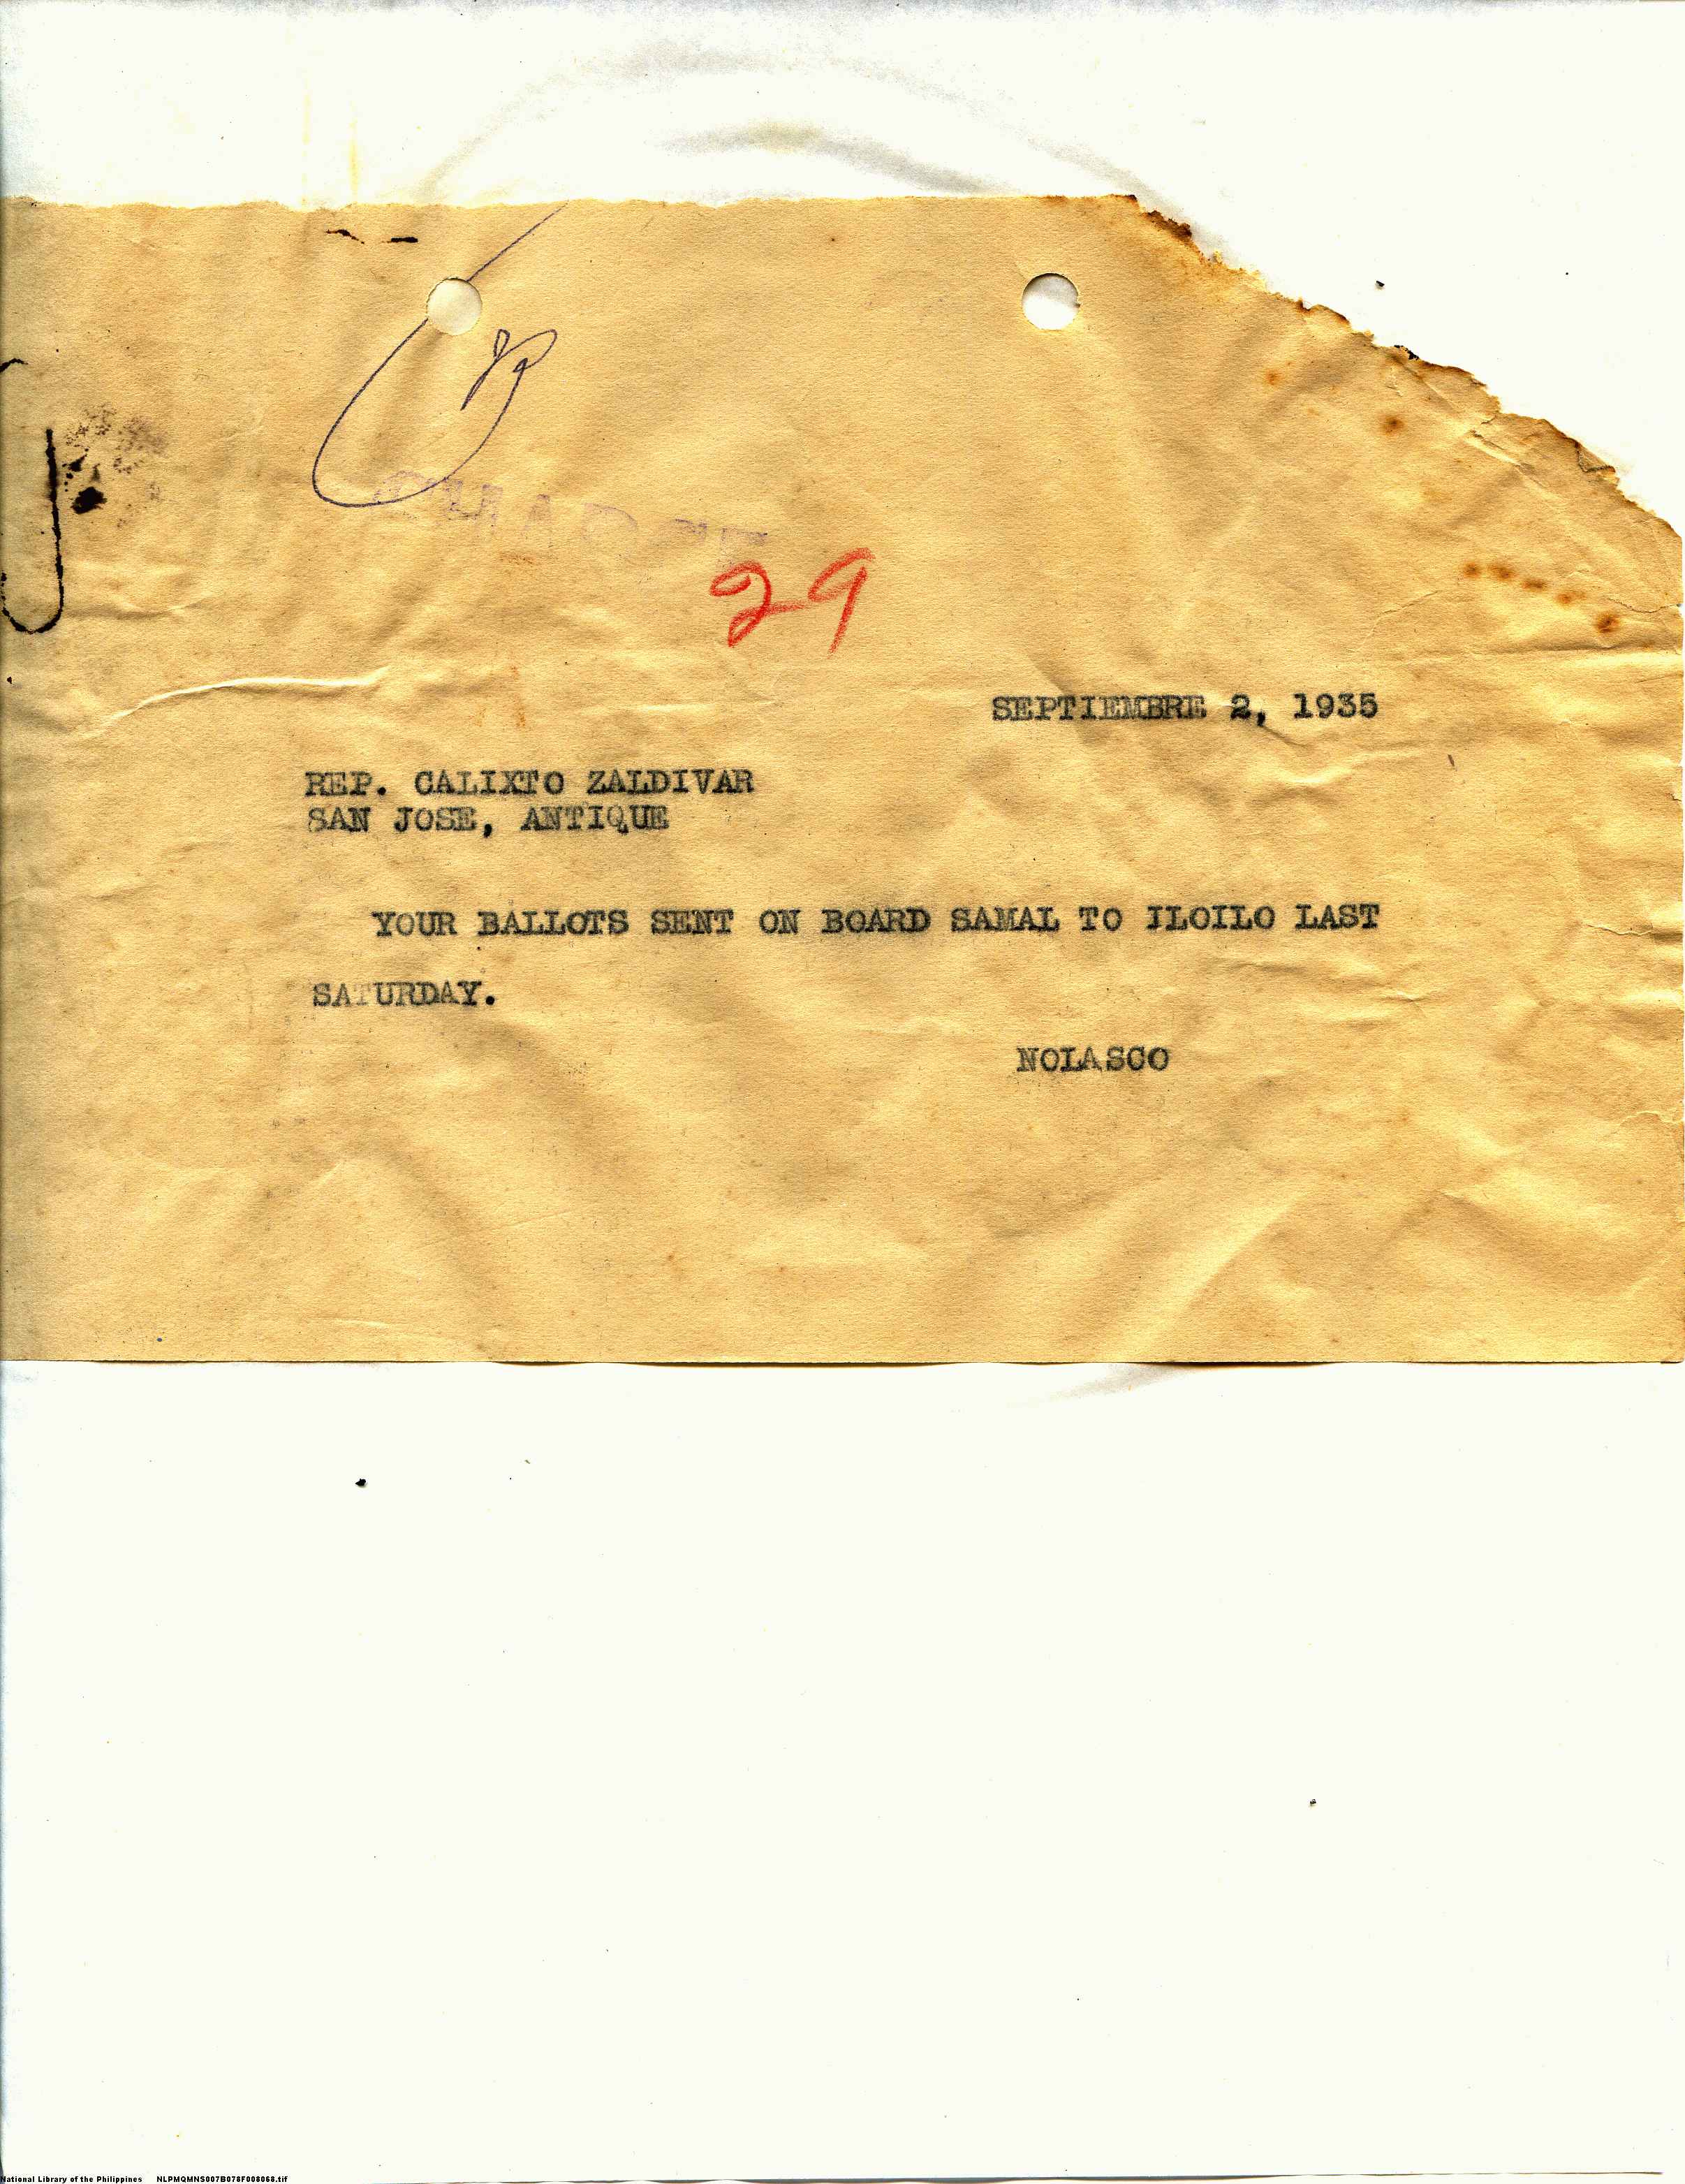 CHARGE
29
SEPTIEMBRE 2, 1935
REP. CALIXTO ZALDIVAR
SAN JOSE, ANTIQUE
YOUR BALLOTS SENT ON BOARD SAMAL TO ILOILO LAST
SATURDAY.
NOLASCO
National Library of the Philippines NLPMQMNS007B078F008068.tif